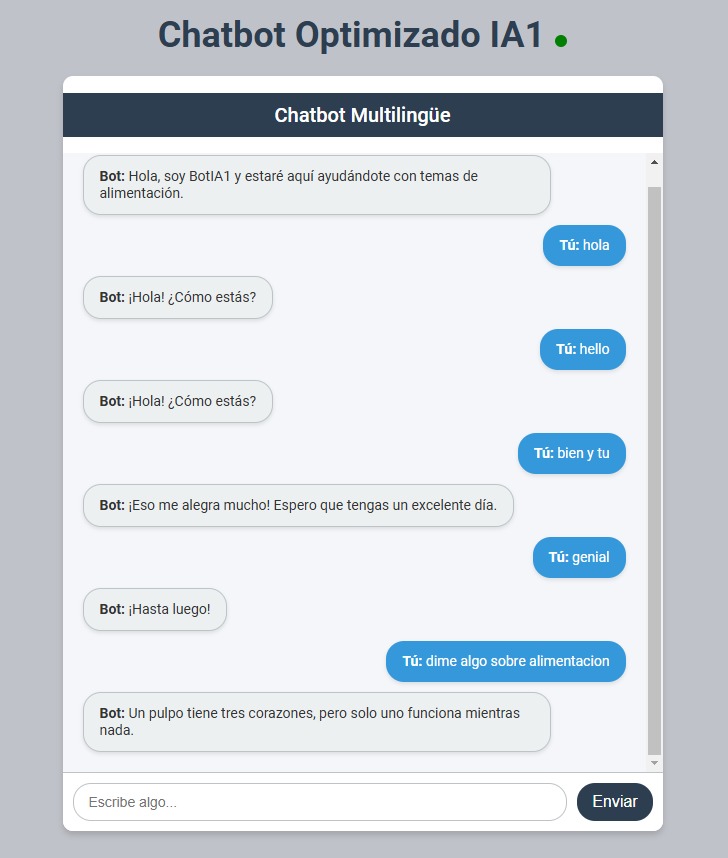 Chatbot Optimizado IA1
Chatbot Multilingüe
Bot: Hola, soy BotIA1 y estaré aquí ayudándote con temas de
alimentación.
Tú: hola
Bot: ¡Hola! ¿Cómo estás?
Tú: hello
Bot: ¡Hola! ¿Cómo estás?
Tú: bien y tu
Bot: ¡Eso me alegra mucho! Espero que tengas un excelente día.
Tú: genial
Bot: ¡Hasta luego!
Tú: dime algo sobre alimentacion
Bot: Un pulpo tiene tres corazones, pero solo uno funciona mientras
nada.
Escribe algo...
Enviar